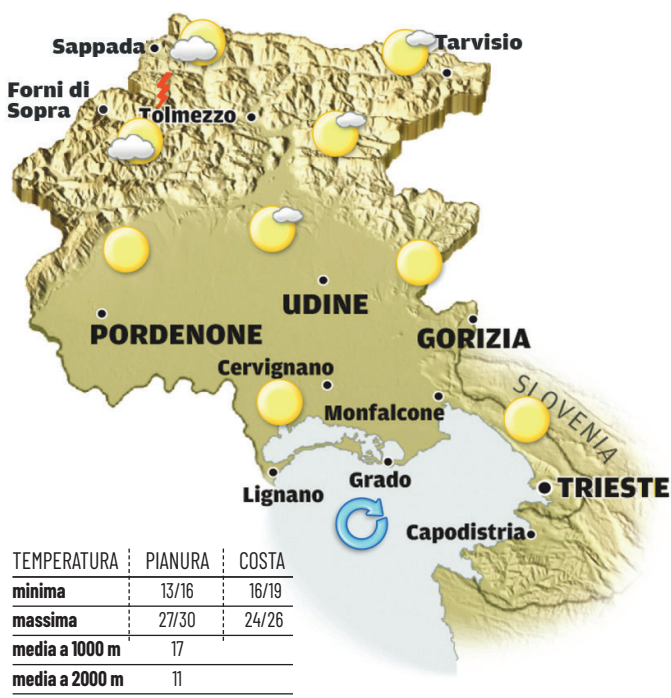 Sappada
Tarvisio
Forni di
Sopra
Tolmezzo
UDINE
PORDENONE
GORIZIA
Cervignano
SLOVENIA
Monfalcone
Grado
Lignano
TRIESTE
Capodistria
TEMPERATURA PIANURA COSTA
minima 13/16 16/19
massima 27/30 24/26
media a 1000 m 17
media a 2000 m 11